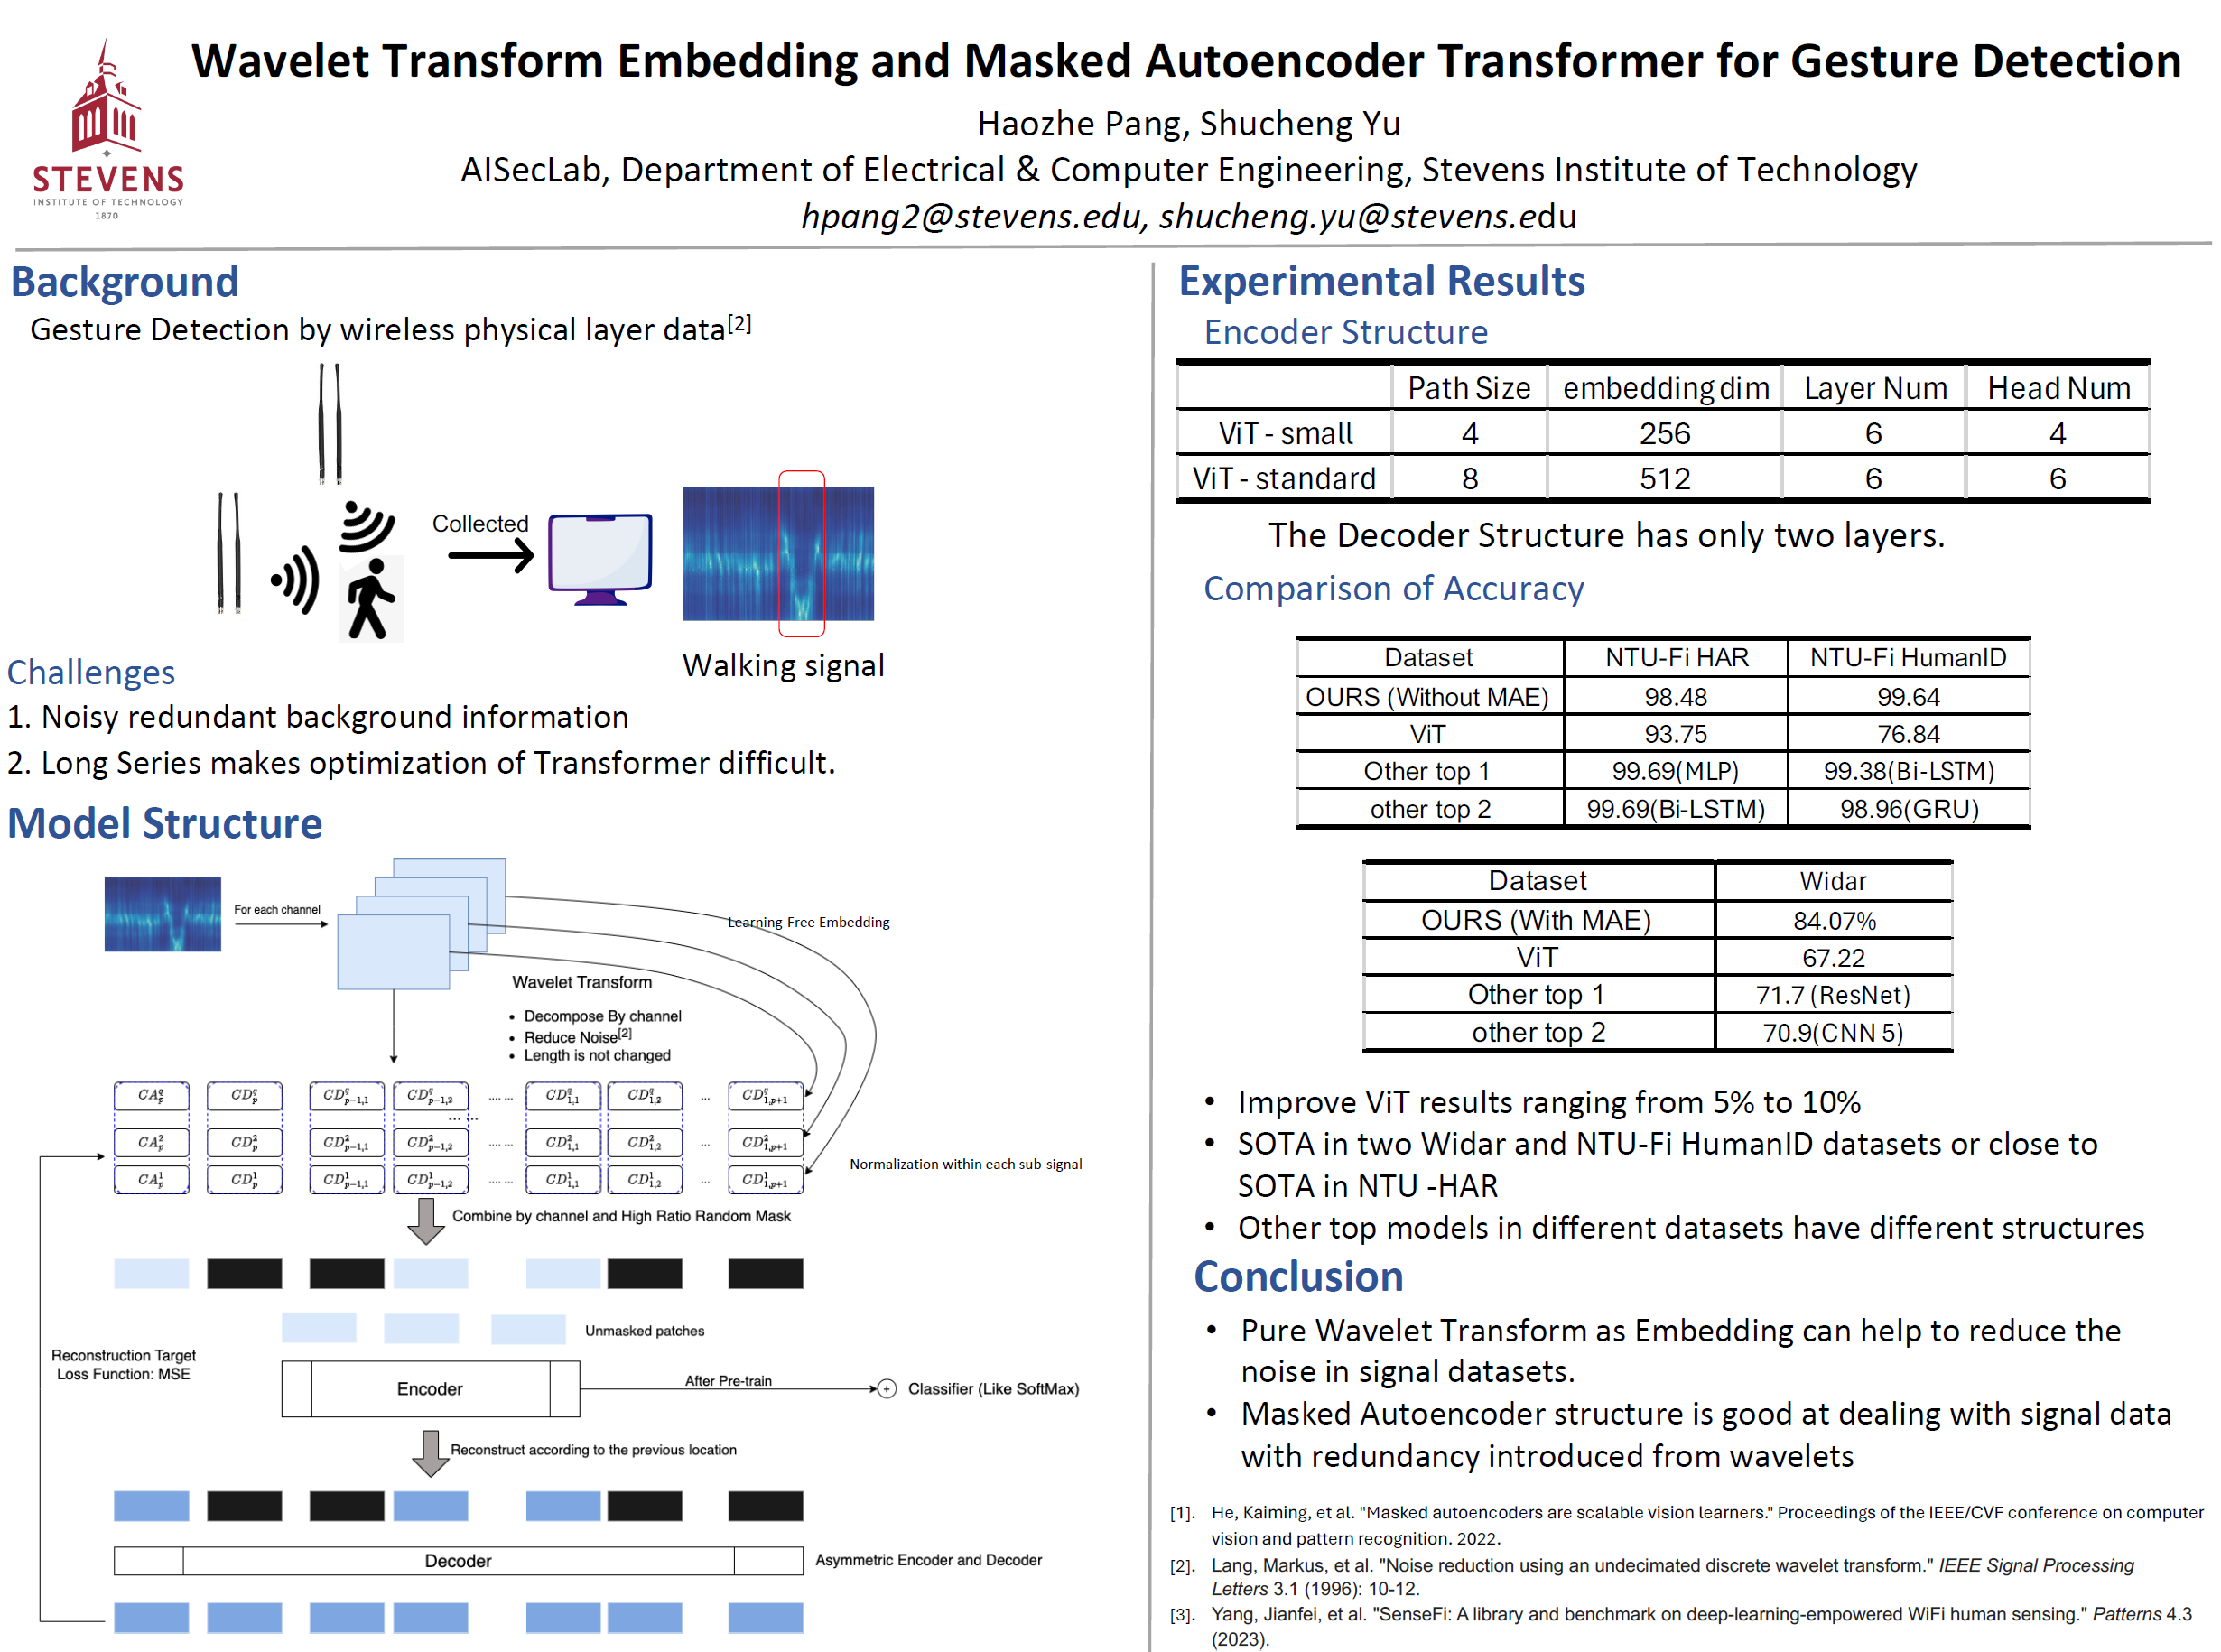 Wavelet Transform Embedding and Masked Autoencoder Transformer for Gesture Detection
Haozhe Pang, Shucheng Yu
AISecLab, Department of Electrical & Computer Engineering, Stevens Institute of Technology
hpang2@stevens.edu, shucheng.yu@stevens.edu
STEVENS
INSTITUTE OF TECHNOLOGY
1870
Background
Gesture Detection by wireless physical layer data[2]
Collected
Walking signal
Challenges
1. Noisy redundant background information
2. Long Series makes optimization of Transformer difficult.
Model Structure
For each channel
Learning-Free Embedding
Wavelet Transform
• Decompose By channel
• Reduce Noise[2]
• Length is not changed
CA_p^q CD_p^q CD_{p-1,1}^q CD_{p-1,2}^q ...... CD_{1,1}^q CD_{1,2}^q ... CD_{1,p+1}^q
... ...
CA_p^2 CD_p^2 CD_{p-1,1}^2 CD_{p-1,2}^2 ...... CD_{1,1}^2 CD_{1,2}^2 ... CD_{1,p+1}^2
CA_p^1 CD_p^1 CD_{p-1,1}^1 CD_{p-1,2}^1 ...... CD_{1,1}^1 CD_{1,2}^1 ... CD_{1,p+1}^1
Normalization within each sub-signal
Combine by channel and High Ratio Random Mask
Unmasked patches
Reconstruction Target
Loss Function: MSE
Encoder
After Pre-train
+
Classifier (Like SoftMax)
Reconstruct according to the previous location
Decoder
Asymmetric Encoder and Decoder
Experimental Results
Encoder Structure
Path Size embedding dim Layer Num Head Num
ViT - small 4 256 6 4
ViT - standard 8 512 6 6
The Decoder Structure has only two layers.
Comparison of Accuracy
Dataset NTU-Fi HAR NTU-Fi HumanID
OURS (Without MAE) 98.48 99.64
ViT 93.75 76.84
Other top 1 99.69(MLP) 99.38(Bi-LSTM)
other top 2 99.69(Bi-LSTM) 98.96(GRU)
Dataset Widar
OURS (With MAE) 84.07%
ViT 67.22
Other top 1 71.7 (ResNet)
other top 2 70.9(CNN 5)
• Improve ViT results ranging from 5% to 10%
• SOTA in two Widar and NTU-Fi HumanID datasets or close to
SOTA in NTU -HAR
• Other top models in different datasets have different structures
Conclusion
• Pure Wavelet Transform as Embedding can help to reduce the
noise in signal datasets.
• Masked Autoencoder structure is good at dealing with signal data
with redundancy introduced from wavelets
[1]. He, Kaiming, et al. "Masked autoencoders are scalable vision learners." Proceedings of the IEEE/CVF conference on computer
vision and pattern recognition. 2022.
[2]. Lang, Markus, et al. "Noise reduction using an undecimated discrete wavelet transform." IEEE Signal Processing
Letters 3.1 (1996): 10-12.
[3]. Yang, Jianfei, et al. "SenseFi: A library and benchmark on deep-learning-empowered WiFi human sensing." Patterns 4.3
(2023).